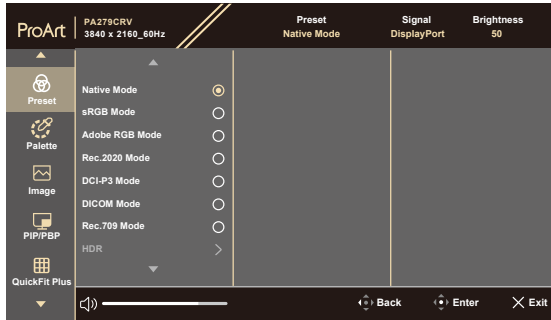 ProArt
PA279CRV
3840 x 2160_60Hz
Preset
Native Mode
Signal
DisplayPort
Brightness
50
Preset
Palette
Image
PIP/PBP
QuickFit Plus
Native Mode
sRGB Mode
Adobe RGB Mode
Rec.2020 Mode
DCI-P3 Mode
DICOM Mode
Rec.709 Mode
HDR
Back
Enter
Exit